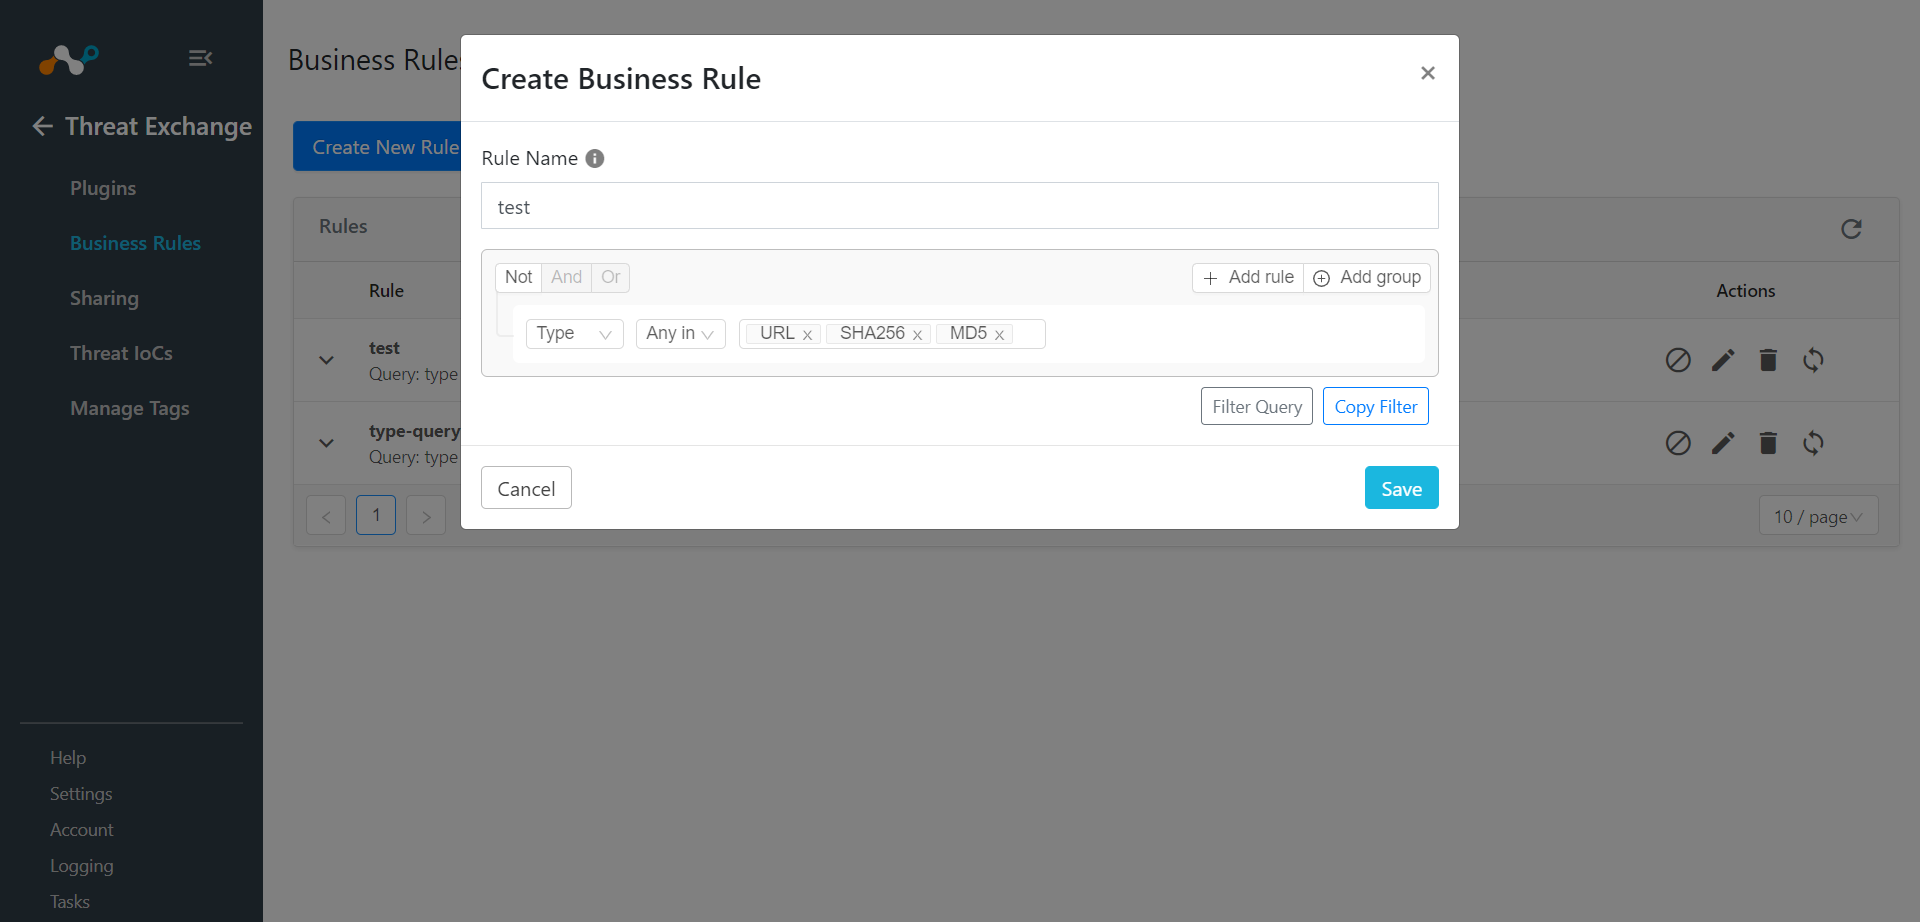 Threat Exchange
Plugins
Business Rules
Sharing
Threat IoCs
Manage Tags
Help
Settings
Account
Logging
Tasks
Business Rules
Create New Rule
Rules
Rule
Actions
test
Query: type
type-query
Query: type
1
10 / page
Create Business Rule
Rule Name
test
Not And Or
Add rule Add group
Type Any in URL x SHA256 x MD5 x
Filter Query Copy Filter
Cancel Save